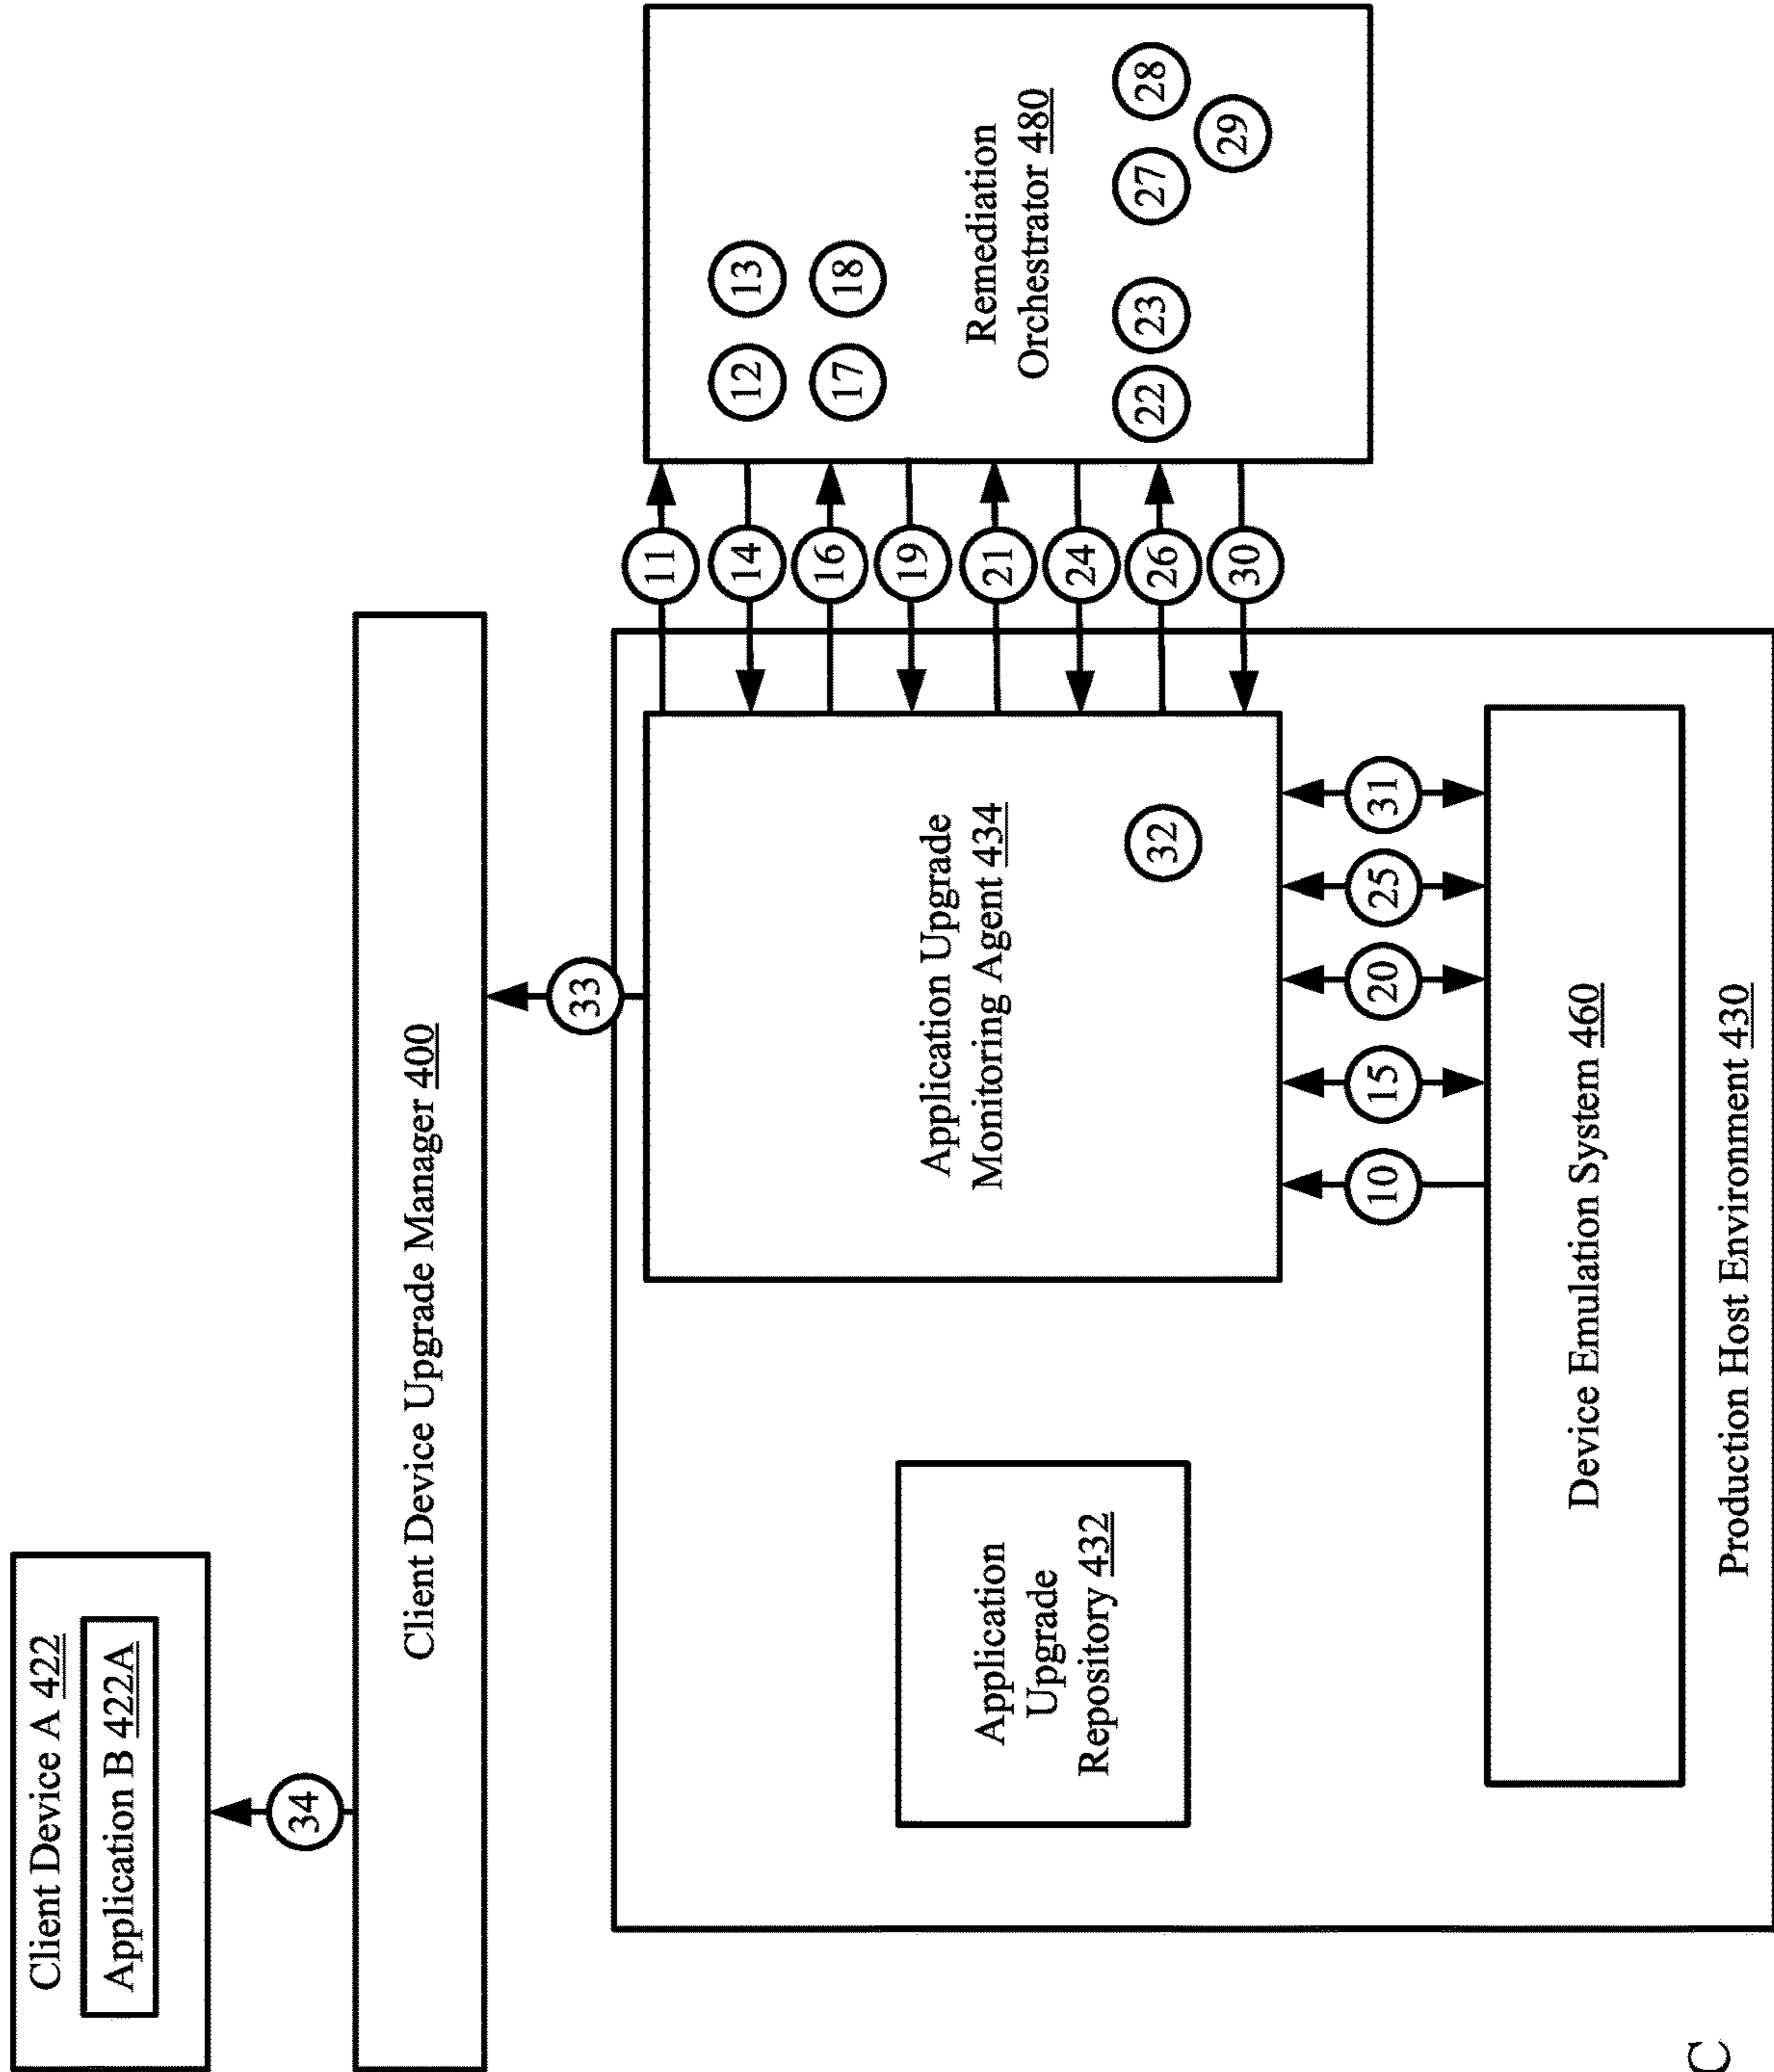 Client Device A 422
Application B 422A
34
Client Device Upgrade Manager 400
33
Application
Upgrade
Repository 432
Application Upgrade
Monitoring Agent 434
32
11
14
16
19
21
24
26
30
12
13
17
18
Remediation
Orchestrator 480
22
23
27
28
29
10
15
20
25
31
Device Emulation System 460
Production Host Environment 430
C